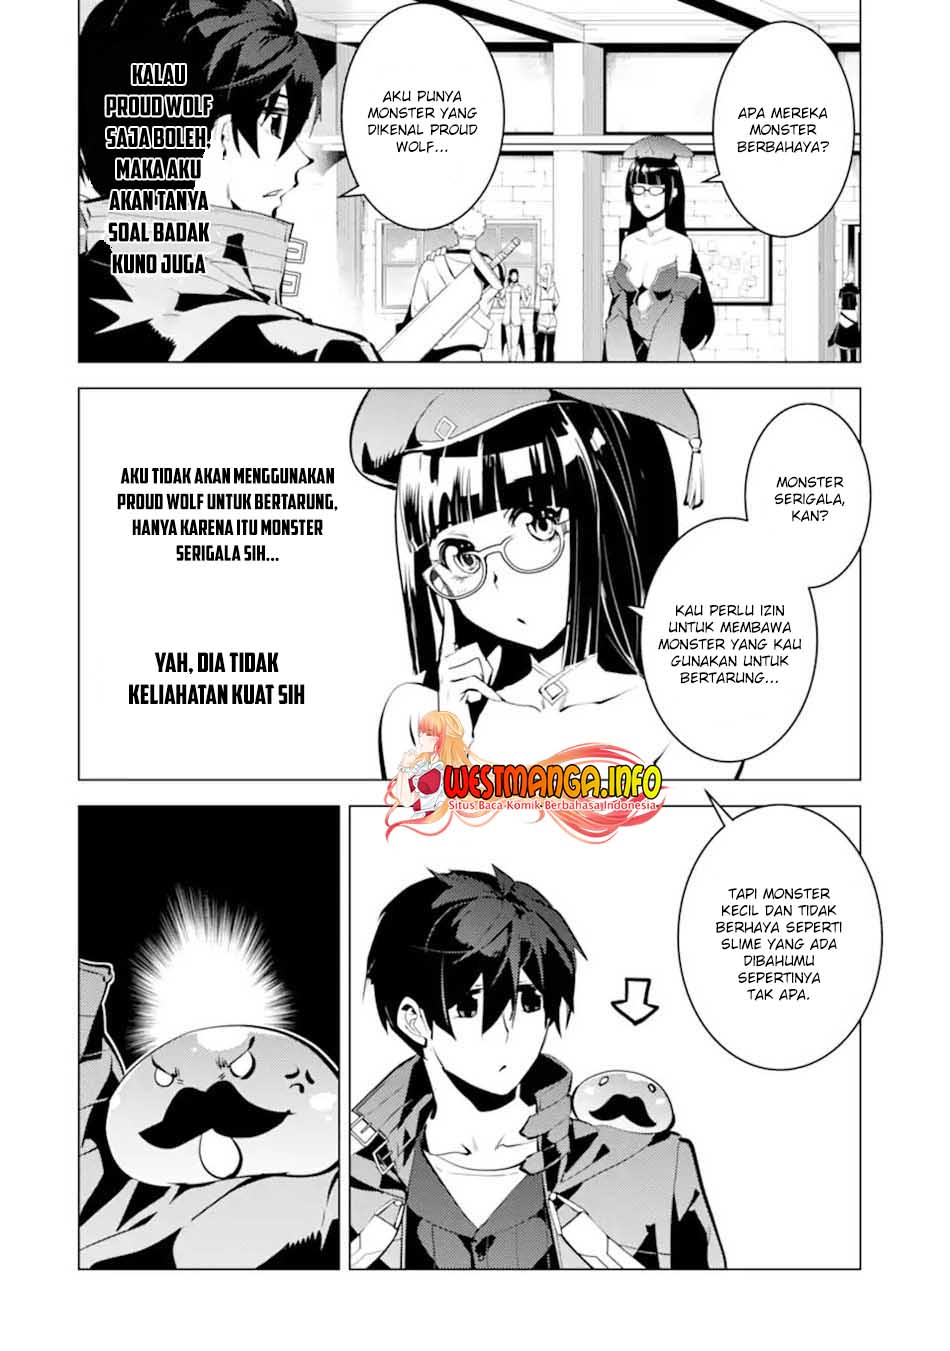 APA MEREKA
MONSTER
BERBAHAYA?
AKU PUNYA
MONSTER YANG
DIKENAL PROUD
WOLF...
KALAU
PROUD WOLF
SAJA BOLEH,
MAKA AKU
AKAN TANYA
SOAL BADAK
KUNO JUGA
MONSTER
SERIGALA,
KAN?
KAU PERLU IZIN
UNTUK MEMBAWA
MONSTER YANG KAU
GUNAKAN UNTUK
BERTARUNG...
AKU TIDAK AKAN MENGGUNAKAN
PROUD WOLF UNTUK BERTARUNG,
HANYA KARENA ITU MONSTER
SERIGALA SIH...
YAH, DIA TIDAK
KELIAHATAN KUAT SIH
WESTMANGA.INFO
Situs Baca Komik Berbahasa Indonesia
TAPI MONSTER
KECIL DAN TIDAK
BERHAYA SEPERTI
SLIME YANG ADA
DIBAHUMU
SEPERTINYA
TAK APA.